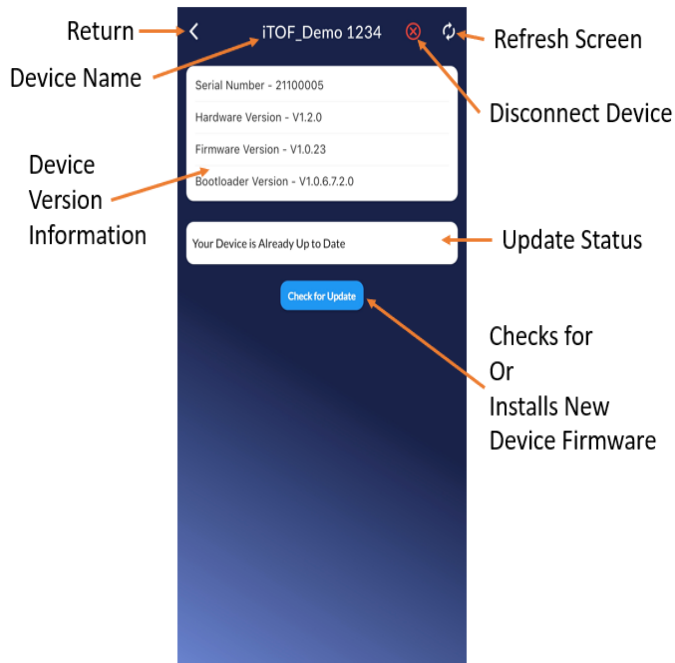 Return
iTOF_Demo 1234
Refresh Screen
Device Name
Serial Number - 21100005
Disconnect Device
Hardware Version - V1.2.0
Firmware Version - V1.0.23
Bootloader Version - V1.0.6.7.2.0
Device
Version
Information
Your Device is Already Up to Date
Update Status
Check for Update
Checks for
Or
Installs New
Device Firmware